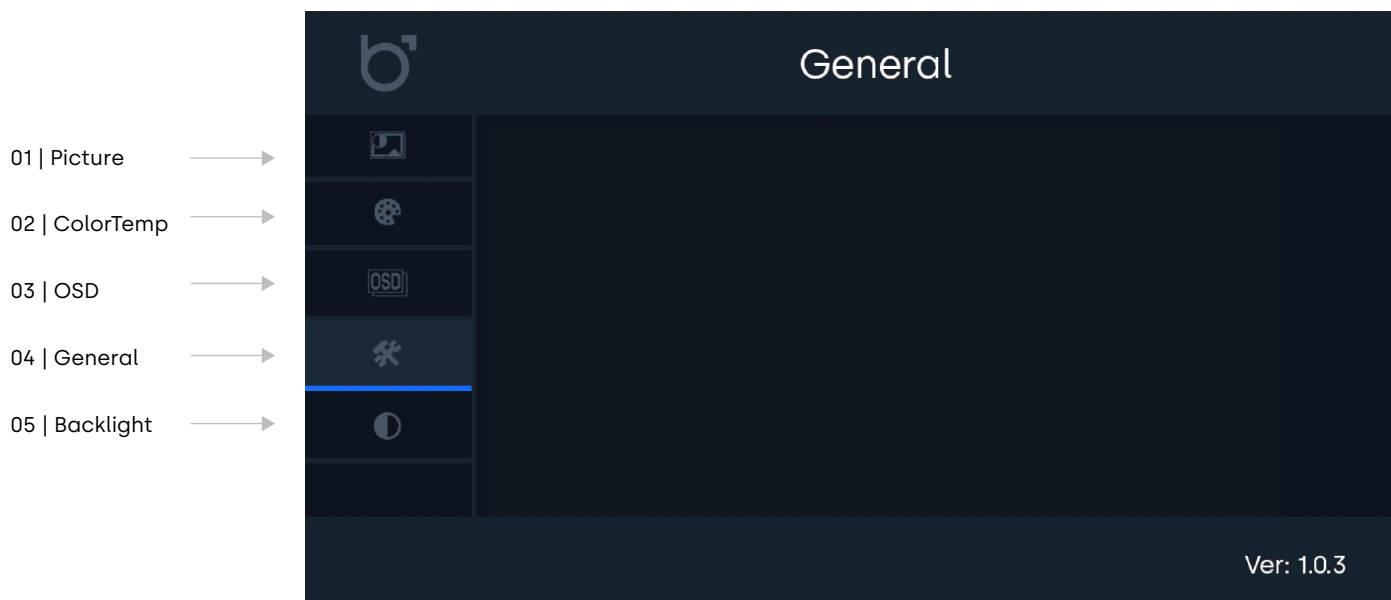 General
01 | Picture
02 | ColorTemp
03 | OSD
OSD
04 | General
05 | Backlight
Ver: 1.0.3